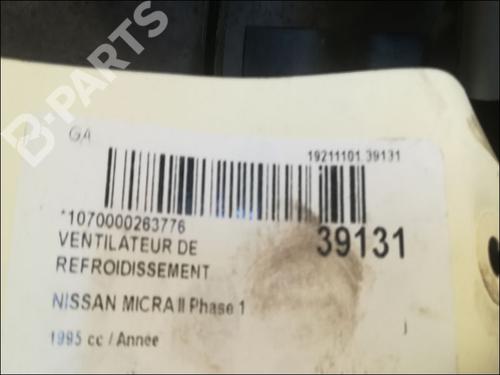 B-PARTS
GA
19211101 39131
*1070000263776
39131
VENTILATEUR DE
REFROIDISSEMENT
NISSAN MICRA II Phase 1
1995 cc / Année